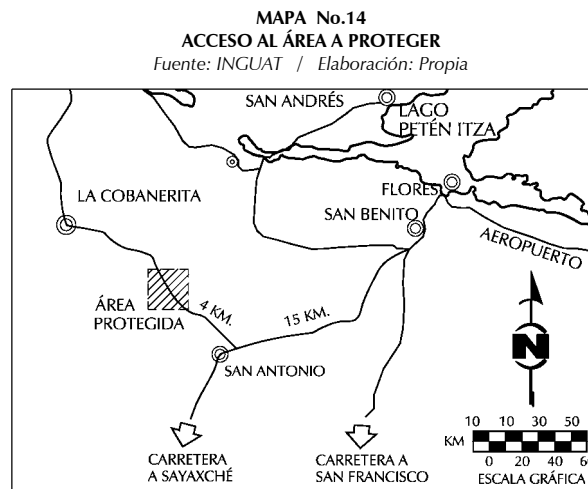 MAPA No.14
ACCESO AL ÁREA A PROTEGER
Fuente: INGUAT / Elaboración: Propia
SAN ANDRÉS
LAGO
PETÉN ITZA
LA COBANERITA
FLORES
SAN BENITO
AEROPUERTO
ÁREA
PROTEGIDA
4 KM.
15 KM.
SAN ANTONIO
N
CARRETERA
A SAYAXCHÉ
CARRETERA A
SAN FRANCISCO
10 10 30 50
KM
0 20 40 60
ESCALA GRÁFICA